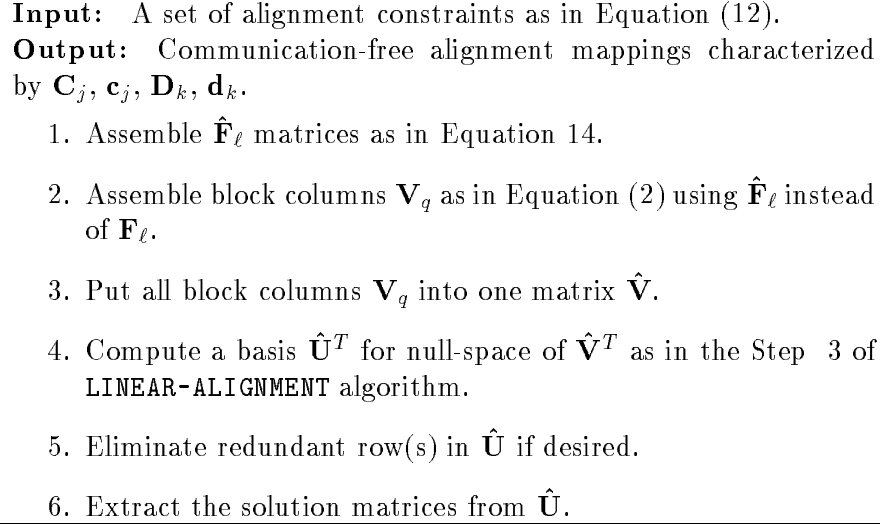 Input: A set of alignment constraints as in Equation (12).
Output: Communication-free alignment mappings characterized
by C_j, c_j, D_k, d_k.
1. Assemble F̂_ℓ matrices as in Equation 14.
2. Assemble block columns V_q as in Equation (2) using F̂_ℓ instead
of F_ℓ.
3. Put all block columns V_q into one matrix V̂.
4. Compute a basis Û^T for null-space of V̂^T as in the Step 3 of
LINEAR-ALIGNMENT algorithm.
5. Eliminate redundant row(s) in Û if desired.
6. Extract the solution matrices from Û.